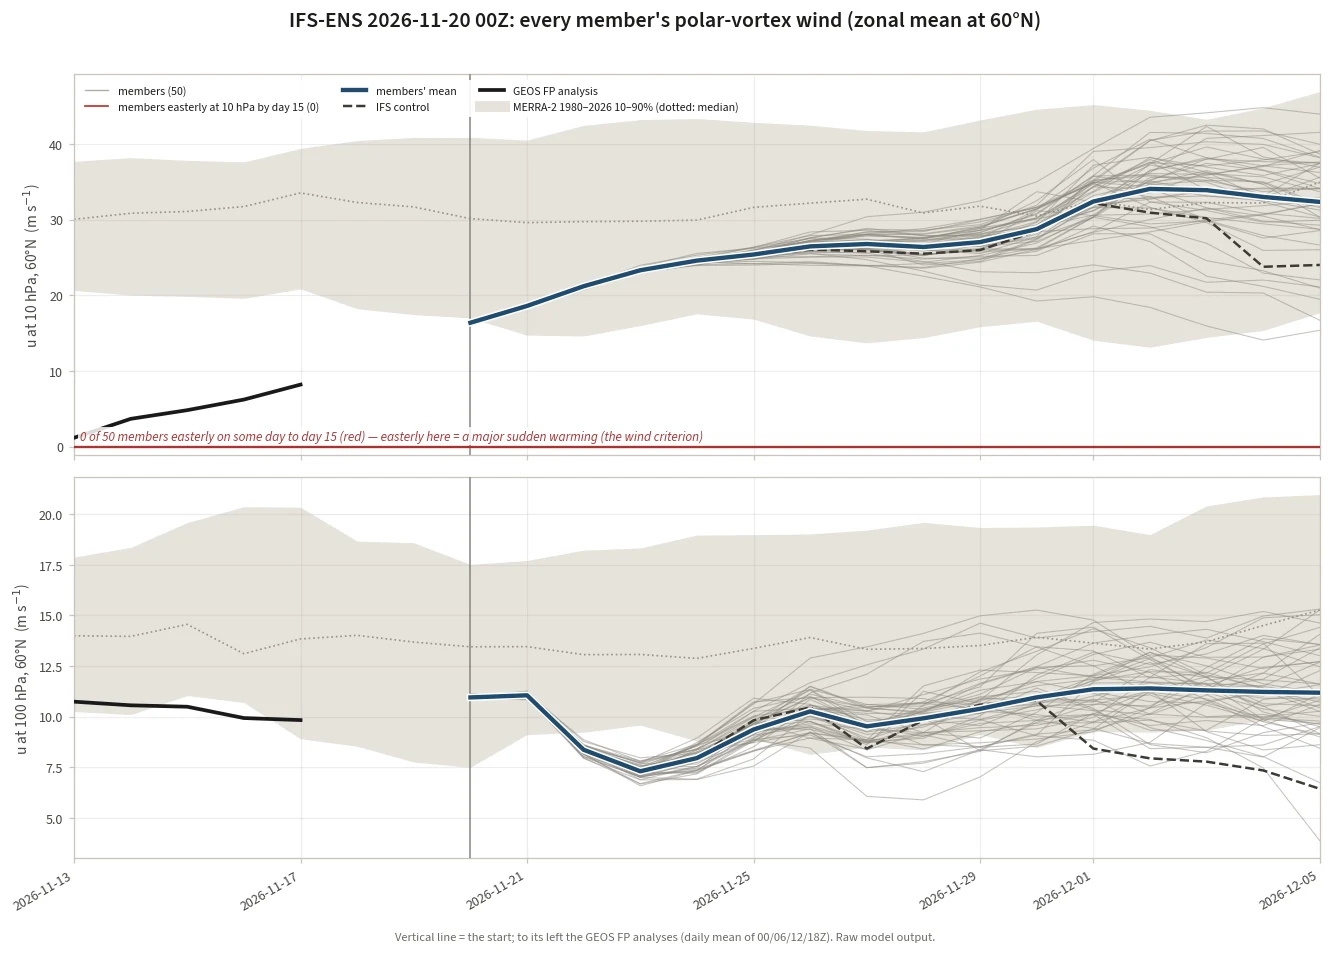 IFS-ENS 2026-11-20 00Z: every member's polar-vortex wind (zonal mean at 60°N)
members (50)
members easterly at 10 hPa by day 15 (0)
members' mean
IFS control
GEOS FP analysis
MERRA-2 1980–2026 10–90% (dotted: median)
u at 10 hPa, 60°N (m s⁻¹)
40
30
20
10
0
0 of 50 members easterly on some day to day 15 (red) — easterly here = a major sudden warming (the wind criterion)
u at 100 hPa, 60°N (m s⁻¹)
20.0
17.5
15.0
12.5
10.0
7.5
5.0
2026-11-13
2026-11-17
2026-11-21
2026-11-25
2026-11-29
2026-12-01
2026-12-05
Vertical line = the start; to its left the GEOS FP analyses (daily mean of 00/06/12/18Z). Raw model output.